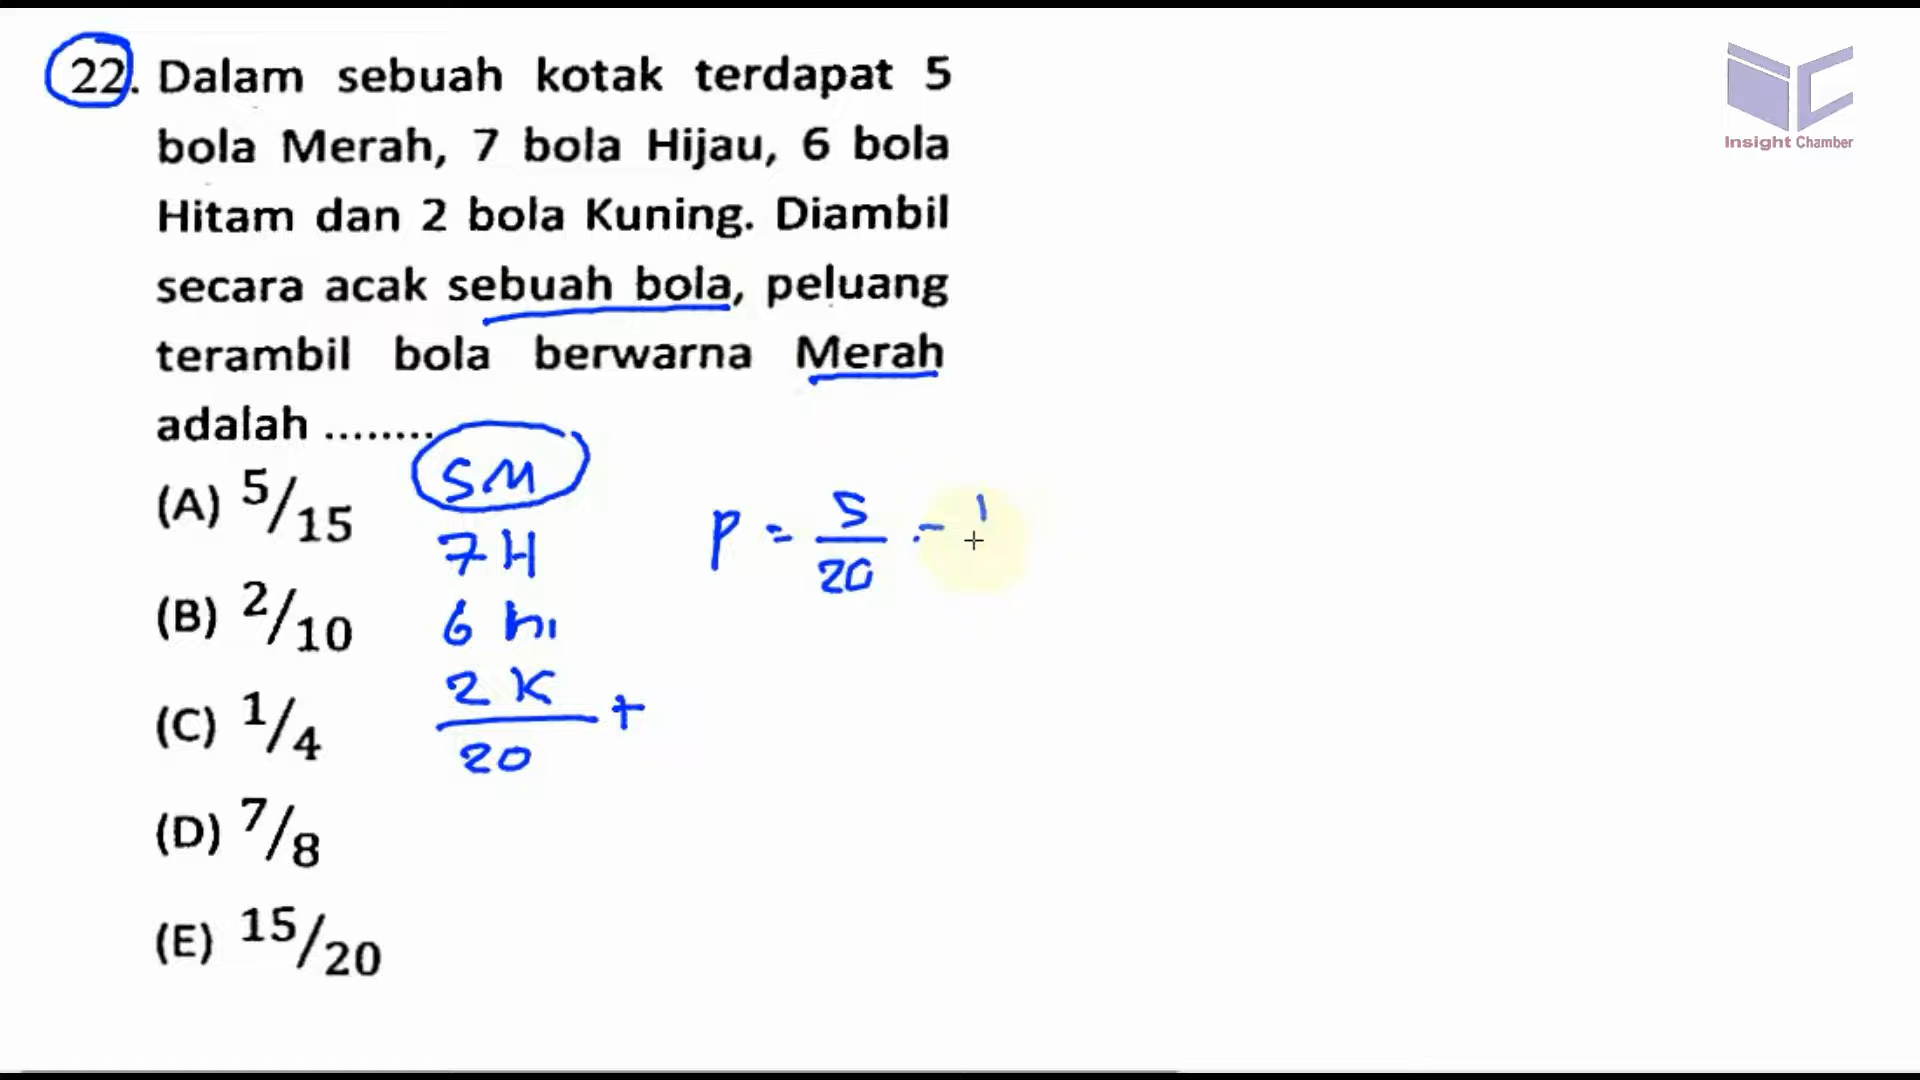 22. Dalam sebuah kotak terdapat 5
bola Merah, 7 bola Hijau, 6 bola
Hitam dan 2 bola Kuning. Diambil
secara acak sebuah bola, peluang
terambil bola berwarna Merah
adalah ........
(A) 5/15
(B) 2/10
(C) 1/4
(D) 7/8
(E) 15/20
5M
7H
6 hi
2 K +
20
P = 5/20 = 1
Insight Chamber